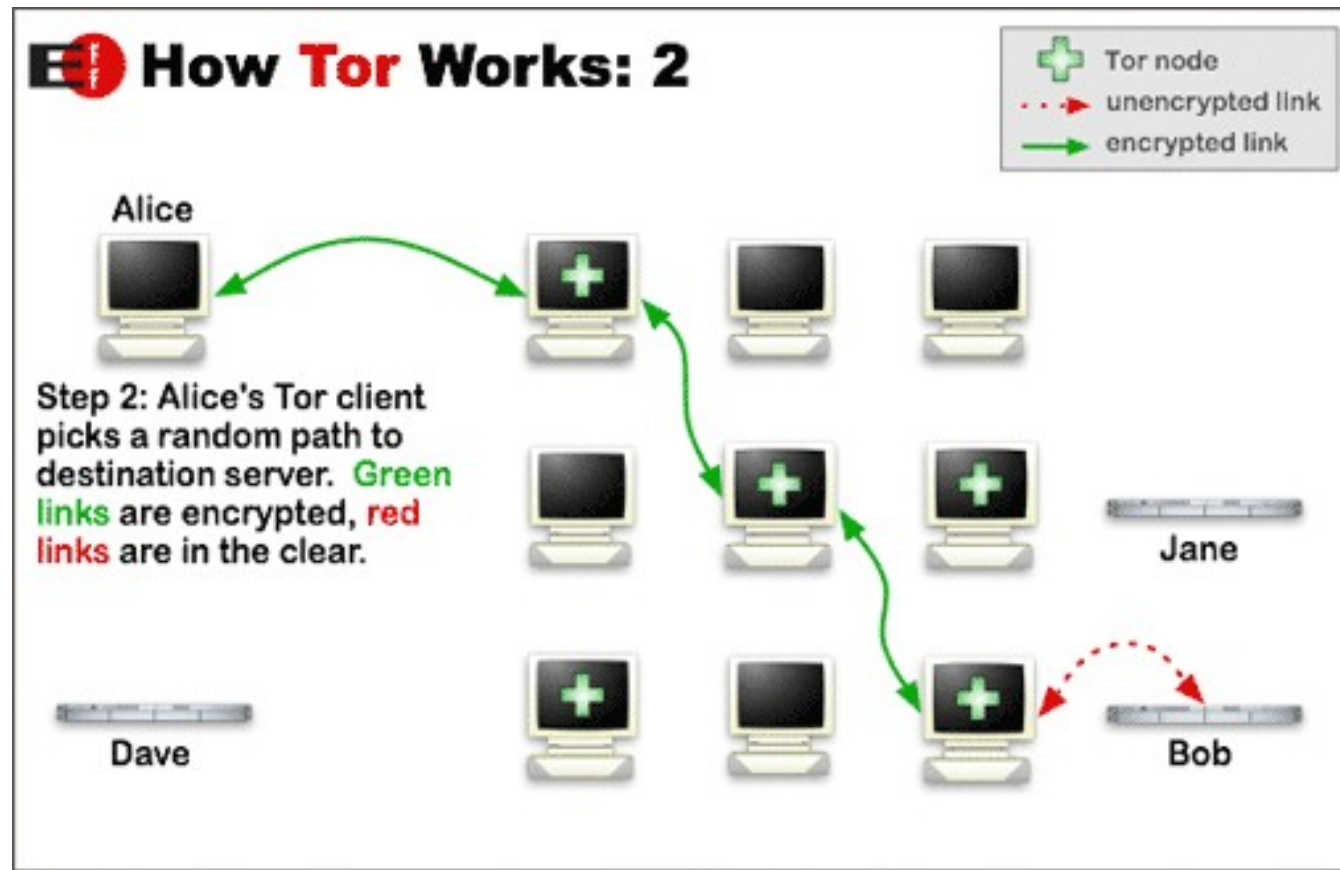 EFF How Tor Works: 2
Tor node
unencrypted link
encrypted link
Alice
Step 2: Alice's Tor client
picks a random path to
destination server. Green
links are encrypted, red
links are in the clear.
Jane
Dave
Bob